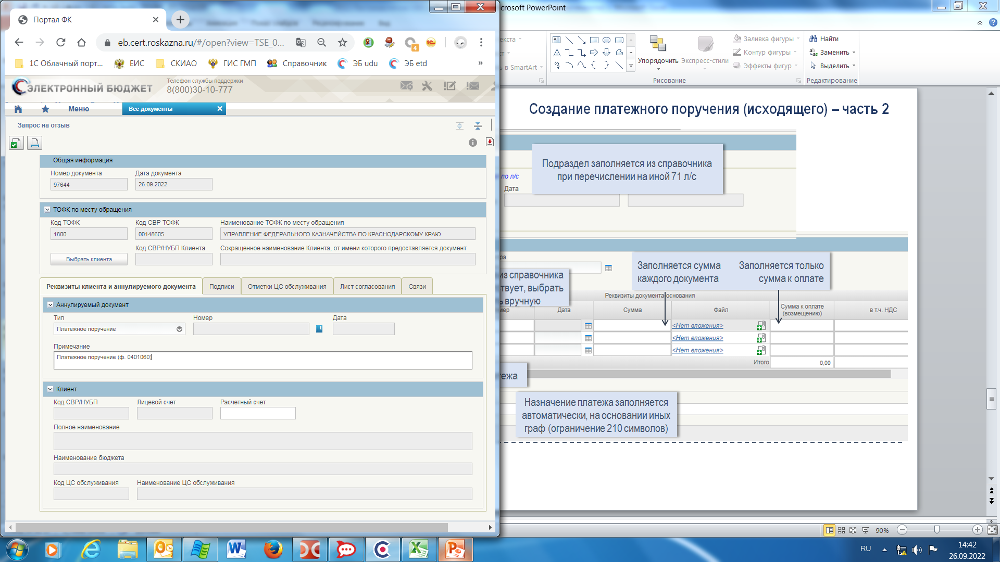 Портал ФК
eb.cert.roskazna.ru/#/open?view=TSE_0...
4
1С Облачный порт...
ЕИС
СКИАО
ГИС ГМП
Справочник
ЭБ udu
ЭБ etd
»
ЭЛЕКТРОННЫЙ БЮДЖЕТ
Телефон службы поддержки
8(800)30-10-777
Меню
Все документы
Запрос на отзыв
Общая информация
Номер документа
Дата документа
97644
26.09.2022
ТОФК по месту обращения
Код ТОФК
Код СВР ТОФК
Наименование ТОФК по месту обращения
1800
00148605
УПРАВЛЕНИЕ ФЕДЕРАЛЬНОГО КАЗНАЧЕЙСТВА ПО КРАСНОДАРСКОМУ КРАЮ
Код СВР/НУБП Клиента
Сокращенное наименование Клиента, от имени которого предоставляется документ
Выбрать клиента
Реквизиты клиента и аннулируемого документа
Подписи
Отметки ЦС обслуживания
Лист согласования
Связи
Аннулируемый документ
Тип
Номер
Дата
Платежное поручение
Примечание
Платежное поручение (ф. 0401060)
Клиент
Код СВР/НУБП
Лицевой счет
Расчетный счет
Полное наименование
Наименование бюджета
Код ЦС обслуживания
Наименование ЦС обслуживания
crosoft PowerPoint
екста
ь в SmartArt
Упорядочить
Экспресс-стили
Заливка фигуры
Контур фигуры
Эффекты фигур
Рисование
Найти
Заменить
Выделить
Редактирование
Создание платежного поручения (исходящего) – часть 2
Подраздел заполняется из справочника
при перечислении на иной 71 л/с
по л/с
Дата
ра
из справочника
твует, выбрать
ь вручную
Заполняется сумма
каждого документа
Заполняется только
сумма к оплате
Реквизиты документа-основания
мер
Дата
Сумма
Файл
Сумма к оплате
(возмещению)
в т.ч. НДС
<Нет вложения>
<Нет вложения>
<Нет вложения>
Итого
0,00
тежа
Назначение платежа заполняется
автоматически, на основании иных
граф (ограничение 210 символов)
90%
RU
14:42
26.09.2022